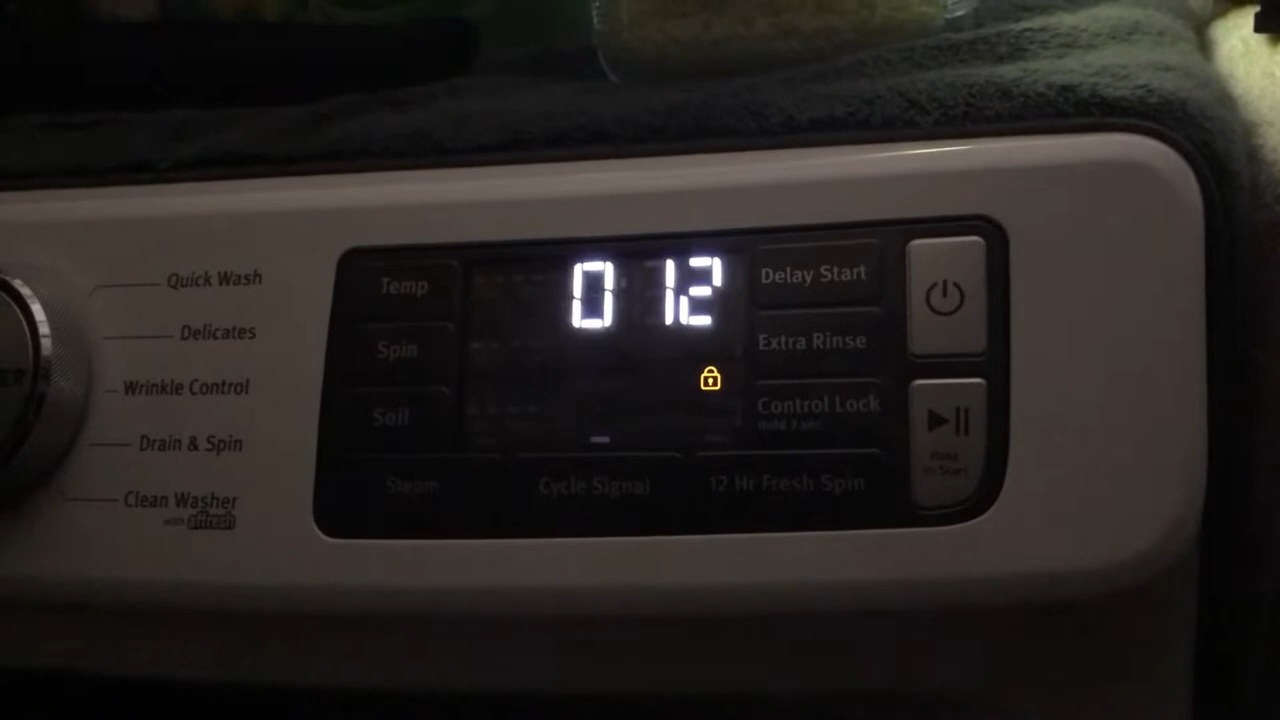 Quick Wash
Delicates
Wrinkle Control
Drain & Spin
Clean Washer
with affresh
Temp
Spin
Soil
Steam
0 12
Cycle Signal
Delay Start
Extra Rinse
Control Lock
Hold 3 sec
12 Hr Fresh Spin
Hold
to Start